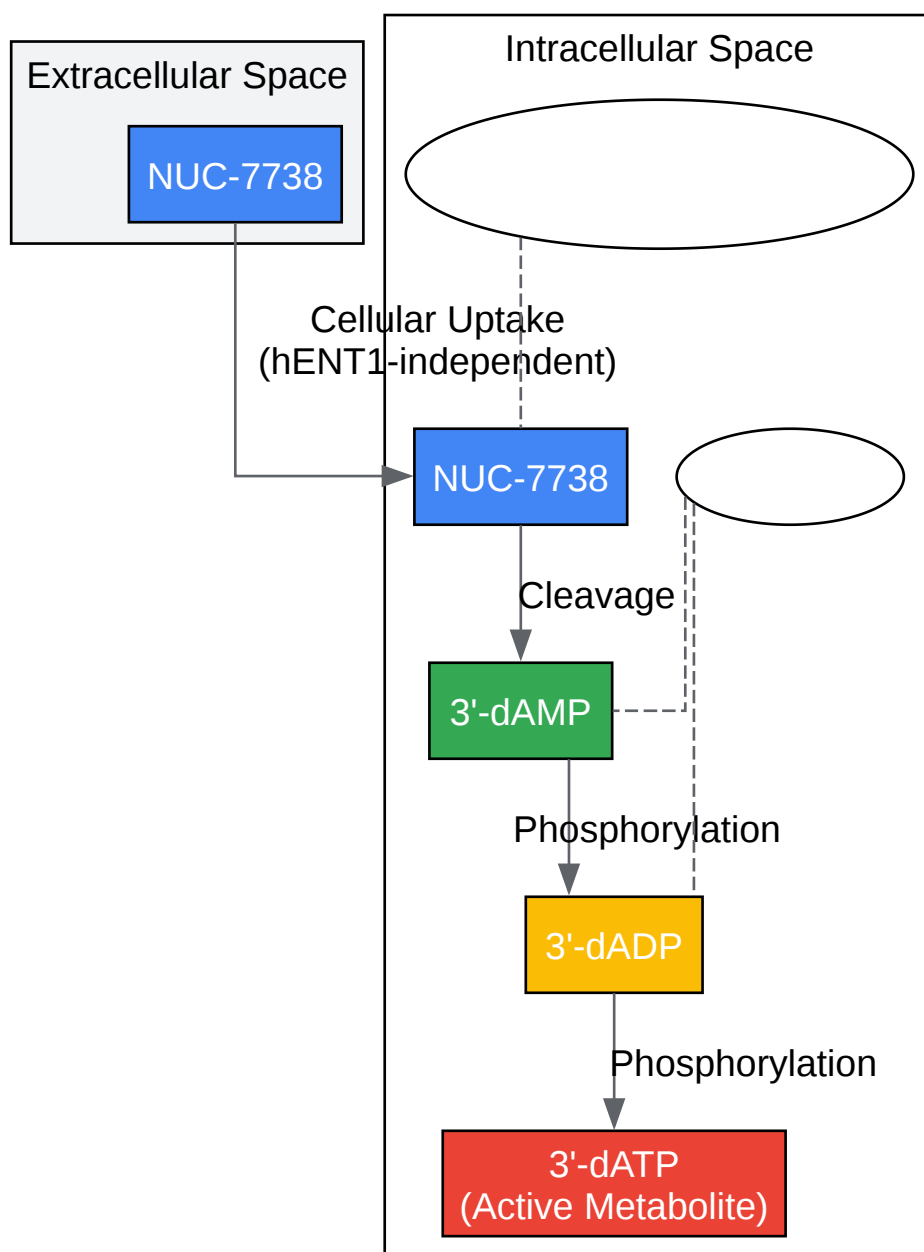 Extracellular Space
NUC-7738
Intracellular Space
Cellular Uptake
(hENT1-independent)
NUC-7738
Cleavage
3'-dAMP
Phosphorylation
3'-dADP
Phosphorylation
3'-dATP
(Active Metabolite)